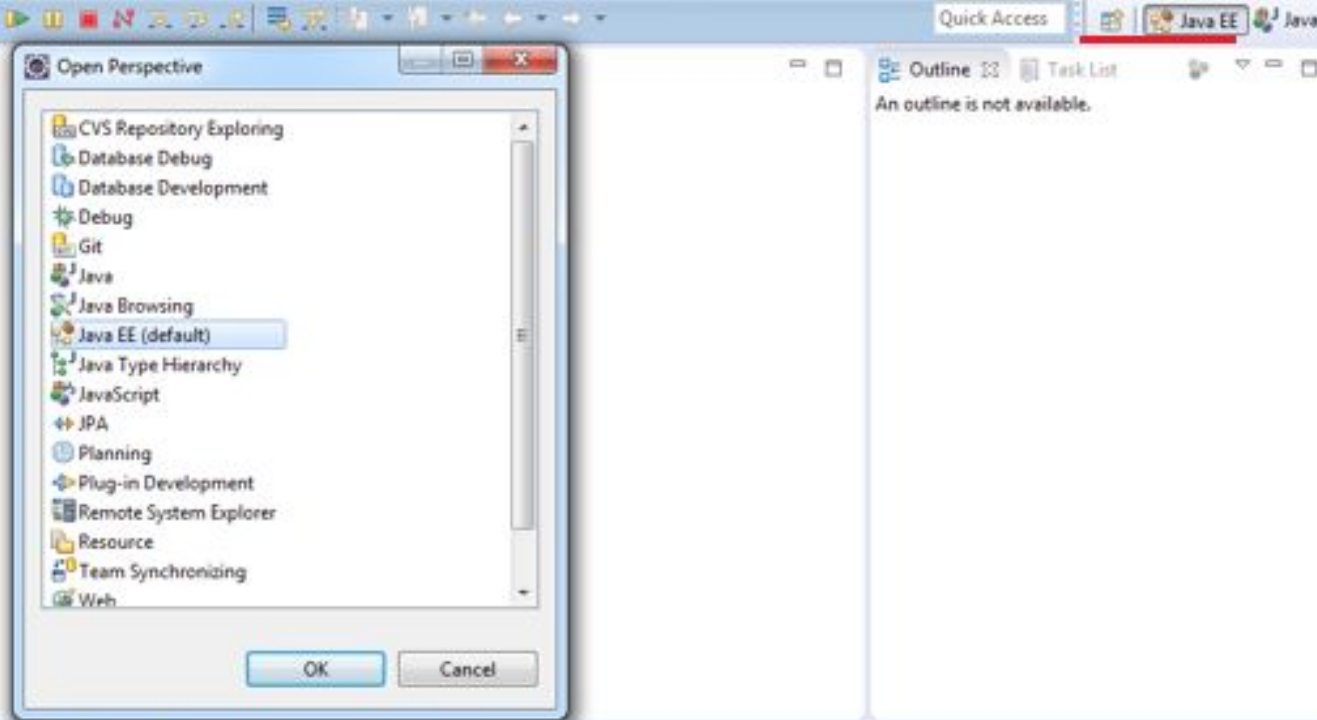 Quick Access
Java EE
Java
Open Perspective
CVS Repository Exploring
Database Debug
Database Development
Debug
Git
Java
Java Browsing
Java EE (default)
Java Type Hierarchy
JavaScript
JPA
Planning
Plug-in Development
Remote System Explorer
Resource
Team Synchronizing
Web
OK
Cancel
Outline
Task List
An outline is not available.